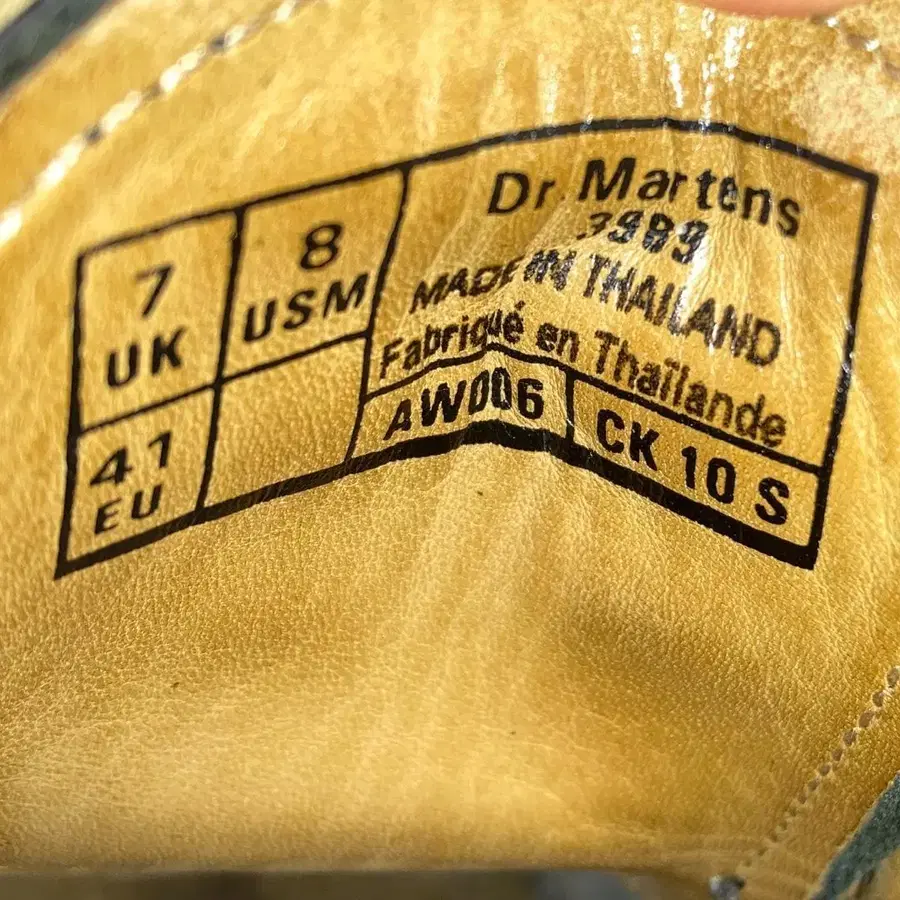 7
UK
8
USM
41
EU
Dr. Martens
3989
MADE IN THAILAND
Fabriqué en Thaïlande
AW006
CK 10 S